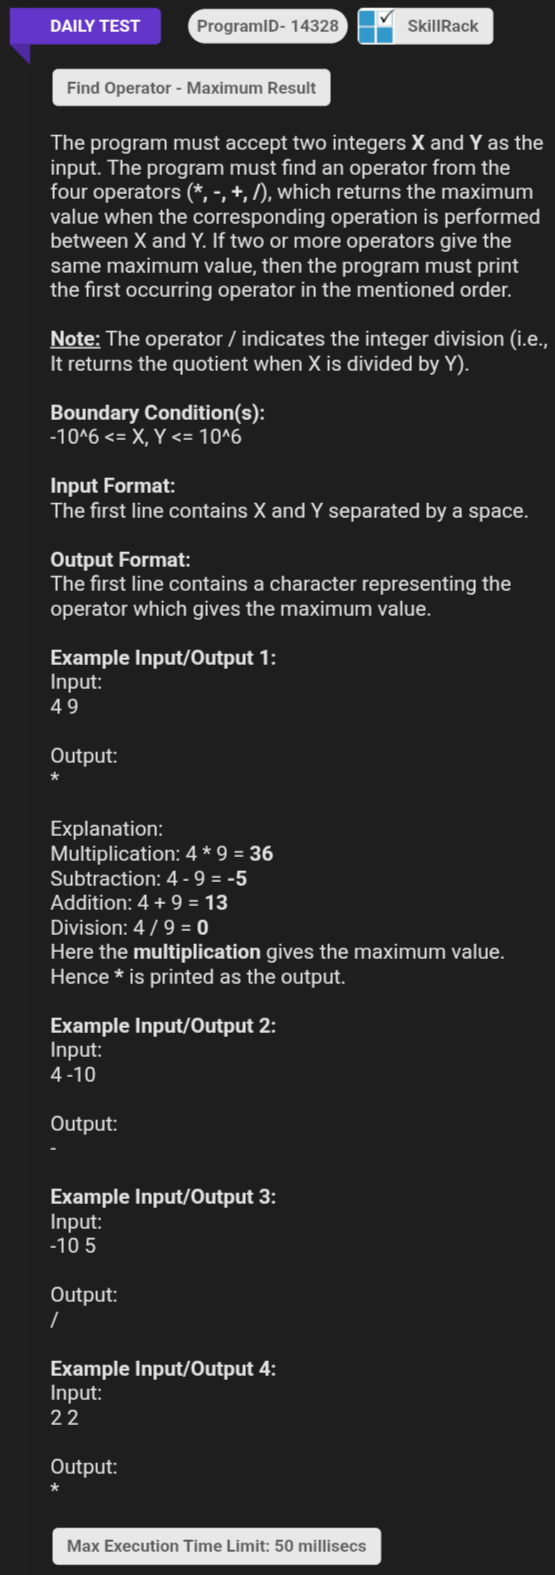 DAILY TEST
ProgramID- 14328
SkillRack
Find Operator - Maximum Result
The program must accept two integers X and Y as the
input. The program must find an operator from the
four operators (*, -, +, /), which returns the maximum
value when the corresponding operation is performed
between X and Y. If two or more operators give the
same maximum value, then the program must print
the first occurring operator in the mentioned order.
Note: The operator / indicates the integer division (i.e.,
It returns the quotient when X is divided by Y).
Boundary Condition(s):
-10^6 <= X, Y <= 10^6
Input Format:
The first line contains X and Y separated by a space.
Output Format:
The first line contains a character representing the
operator which gives the maximum value.
Example Input/Output 1:
Input:
4 9
Output:
*
Explanation:
Multiplication: 4 * 9 = 36
Subtraction: 4 - 9 = -5
Addition: 4 + 9 = 13
Division: 4 / 9 = 0
Here the multiplication gives the maximum value.
Hence * is printed as the output.
Example Input/Output 2:
Input:
4 -10
Output:
-
Example Input/Output 3:
Input:
-10 5
Output:
/
Example Input/Output 4:
Input:
2 2
Output:
*
Max Execution Time Limit: 50 millisecs